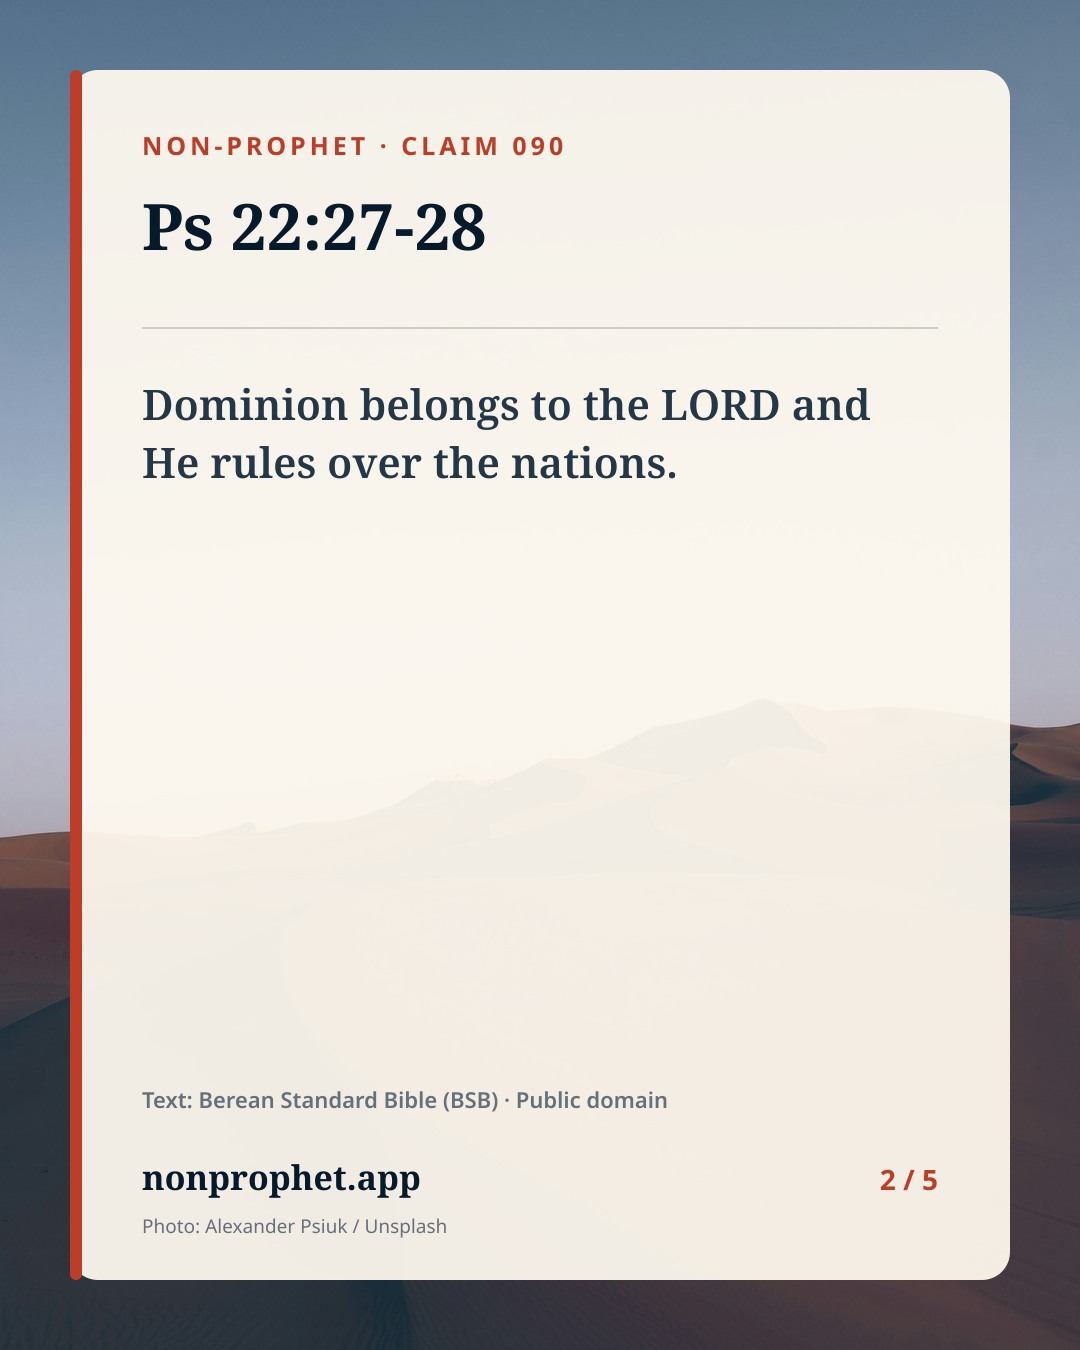 NON-PROPHET · CLAIM 090
Ps 22:27-28
Dominion belongs to the LORD and
He rules over the nations.
Text: Berean Standard Bible (BSB) · Public domain
nonprophet.app
2 / 5
Photo: Alexander Psiuk / Unsplash